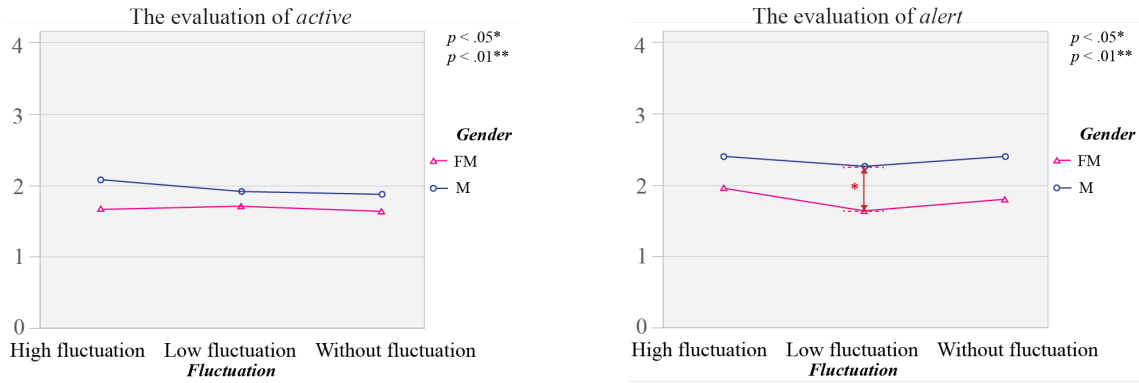 The evaluation of active
p < .05*
p < .01**
4
3
2
1
0
Gender
FM
M
High fluctuation Low fluctuation Without fluctuation
Fluctuation
The evaluation of alert
p < .05*
p < .01**
4
3
2
1
0
*
Gender
FM
M
High fluctuation Low fluctuation Without fluctuation
Fluctuation